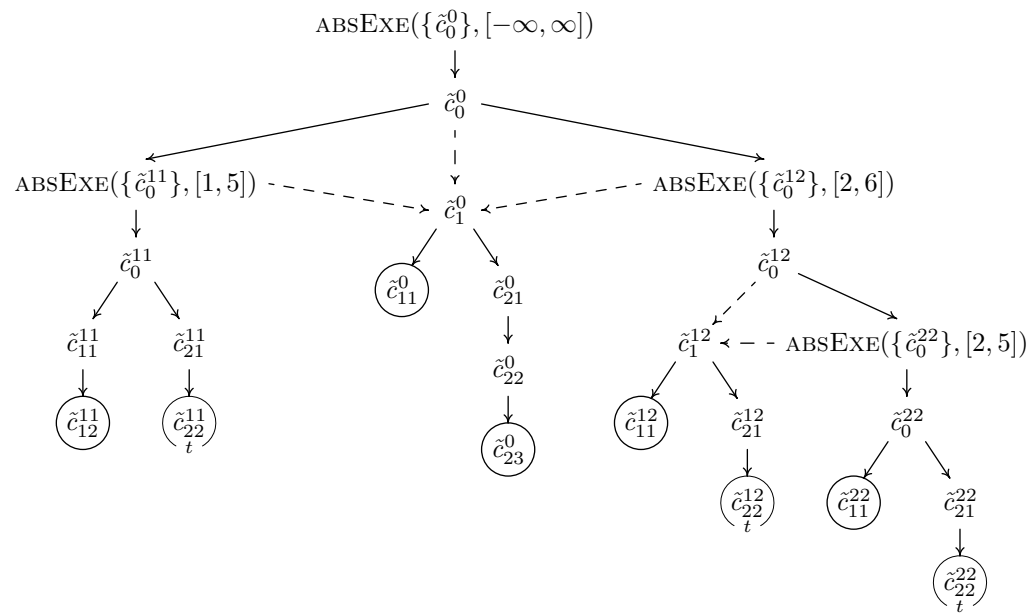 ABSEXE({c̃₀⁰}, [−∞, ∞])
c̃₀⁰
ABSEXE({c̃₀¹¹}, [1, 5])
ABSEXE({c̃₀¹²}, [2, 6])
c̃₁⁰
c̃₀¹¹
c̃₀¹²
c̃₁₁⁰
c̃₂₁⁰
c̃₁₁¹¹
c̃₂₁¹¹
c̃₁¹²
ABSEXE({c̃₀²²}, [2, 5])
c̃₂₂⁰
c̃₁₂¹¹
c̃₂₂¹¹
t
c̃₁₁¹²
c̃₂₁¹²
c̃₀²²
c̃₂₃⁰
c̃₂₂¹²
t
c̃₁₁²²
c̃₂₁²²
c̃₂₂²²
t